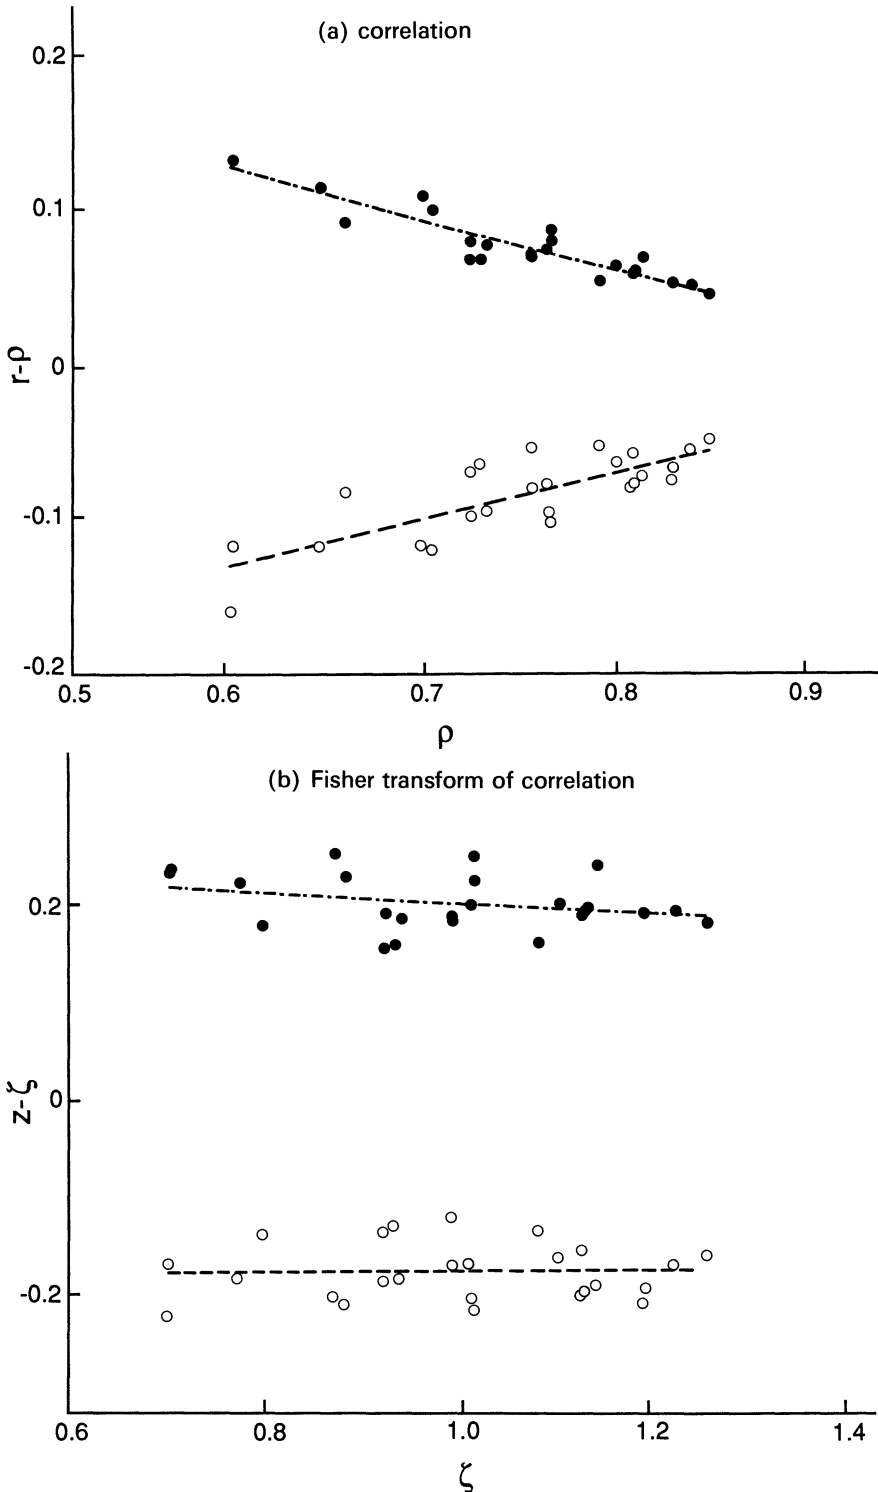 (a) correlation
0.2
0.1
0
-0.1
-0.2
r-ρ
0.5 0.6 0.7 0.8 0.9
ρ
(b) Fisher transform of correlation
0.2
0
-0.2
z-ζ
0.6 0.8 1.0 1.2 1.4
ζ